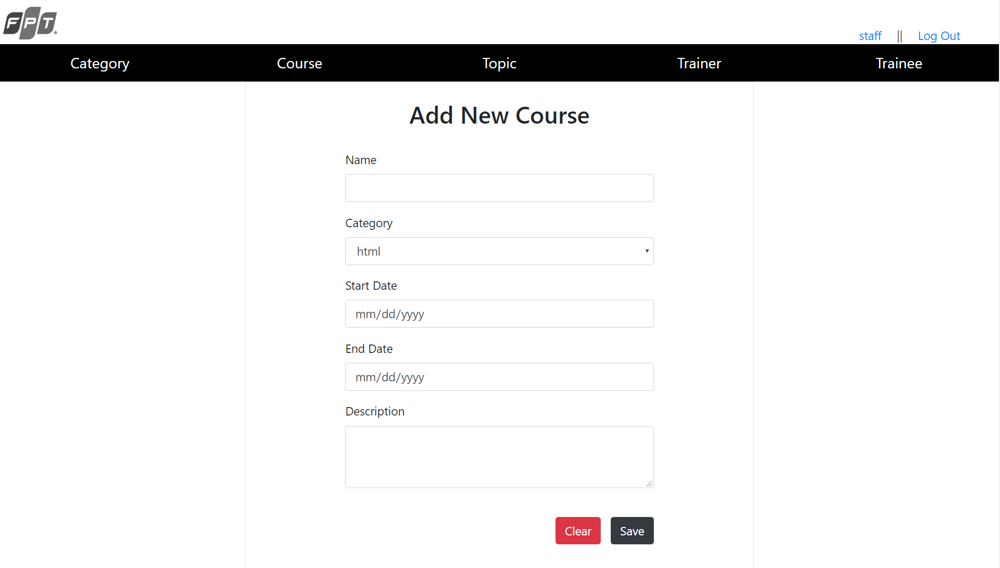 FPT
staff || Log Out
Category Course Topic Trainer Trainee
Add New Course
Name
Category
html
Start Date
mm/dd/yyyy
End Date
mm/dd/yyyy
Description
Clear Save